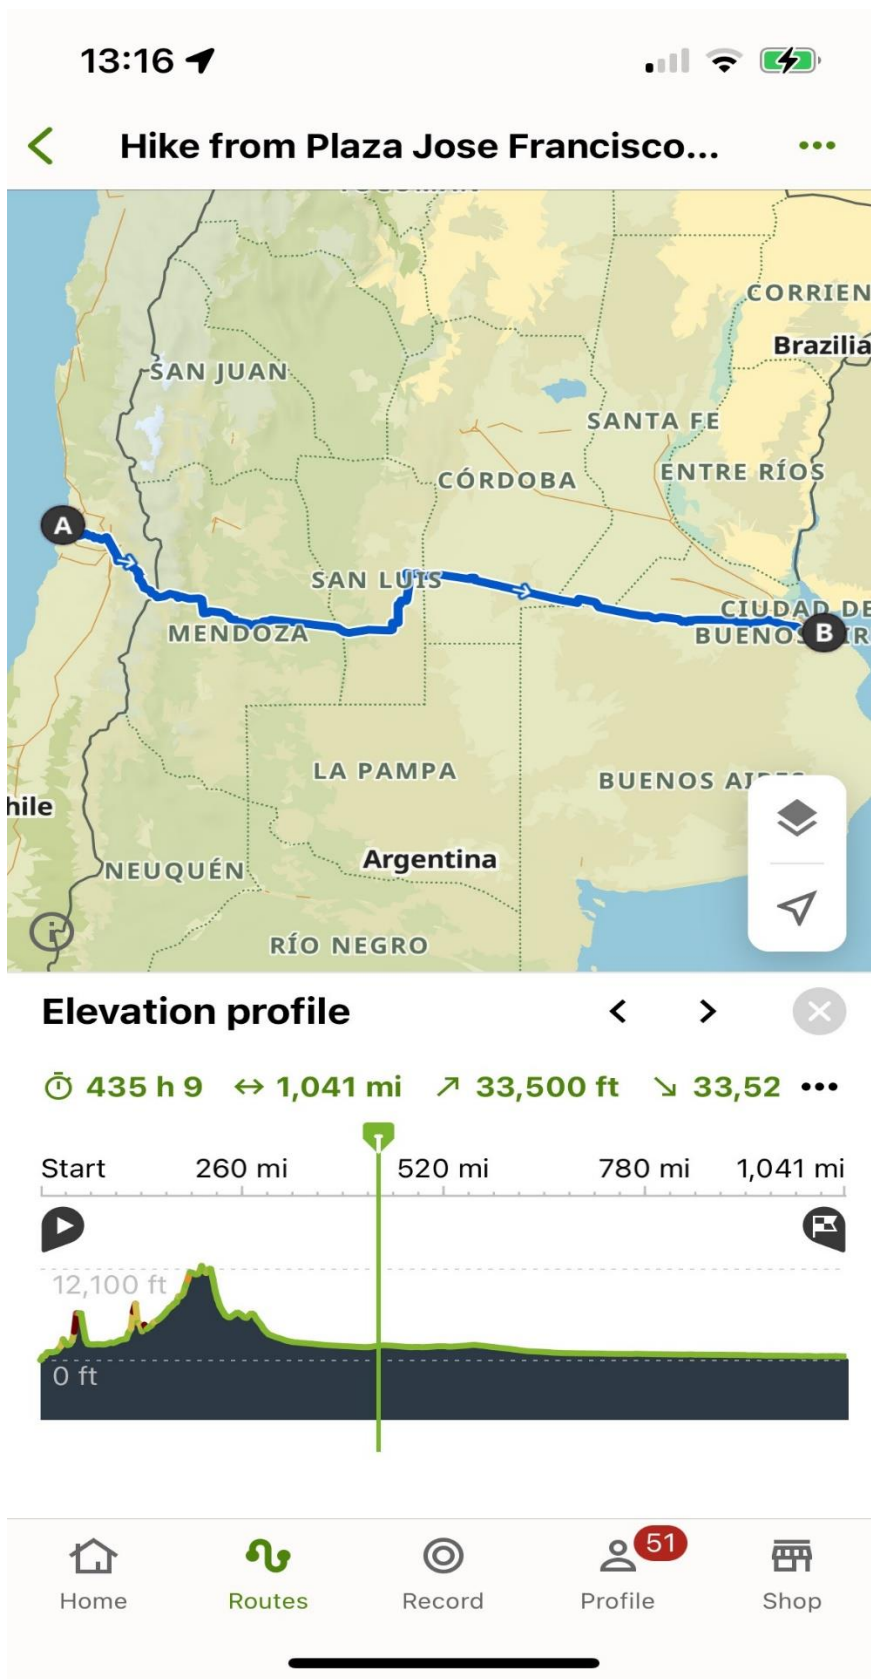 13:16
Hike from Plaza Jose Francisco...
CORRIEN
Brazilia
SAN JUAN
SANTA FE
CÓRDOBA
ENTRE RÍOS
A
SAN LUIS
CIUDAD DE
MENDOZA
BUENOS
B
IR
LA PAMPA
BUENOS AIRES
hile
Argentina
NEUQUÉN
RÍO NEGRO
Elevation profile
435 h 9
1,041 mi
33,500 ft
33,52
Start
260 mi
520 mi
780 mi
1,041 mi
12,100 ft
0 ft
51
Home
Routes
Record
Profile
Shop